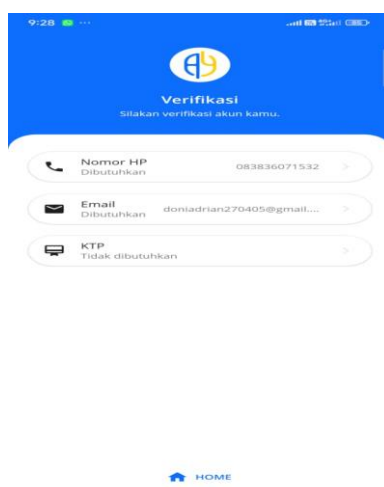 9:28
Verifikasi
Silakan verifikasi akun kamu.
Nomor HP
Dibutuhkan
083836071532
Email
Dibutuhkan
doniadrian270405@gmail....
KTP
Tidak dibutuhkan
HOME